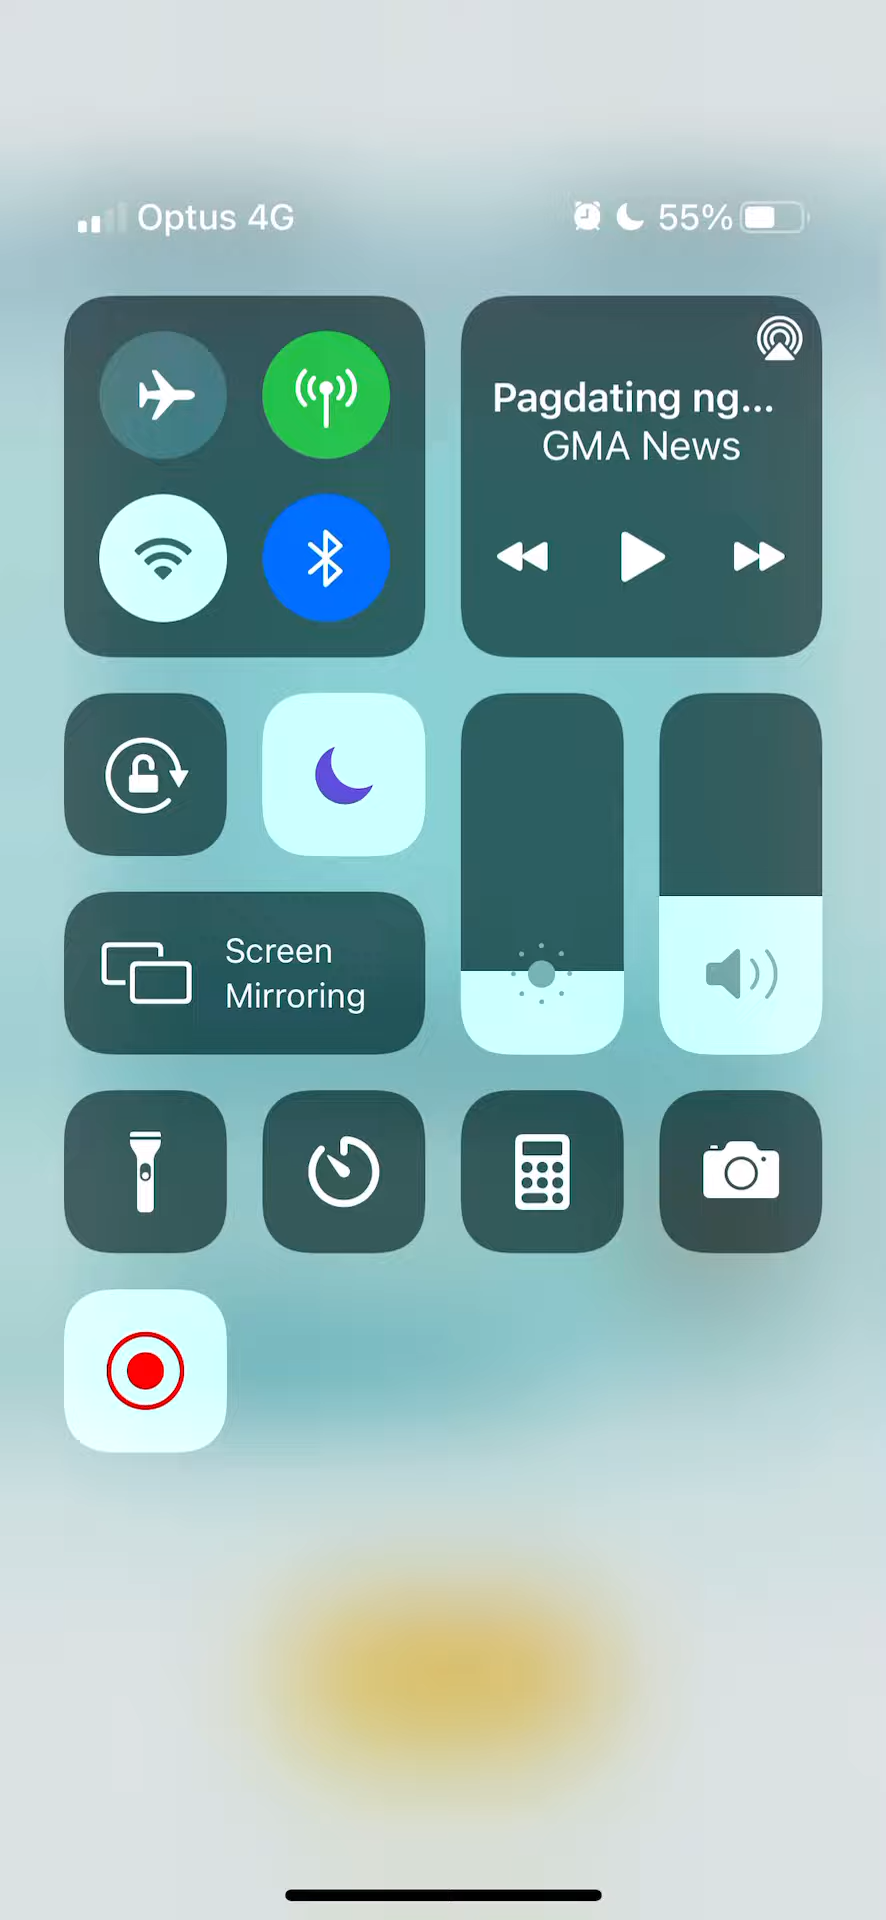 Optus 4G
55%
Pagdating ng...
GMA News
Screen
Mirroring